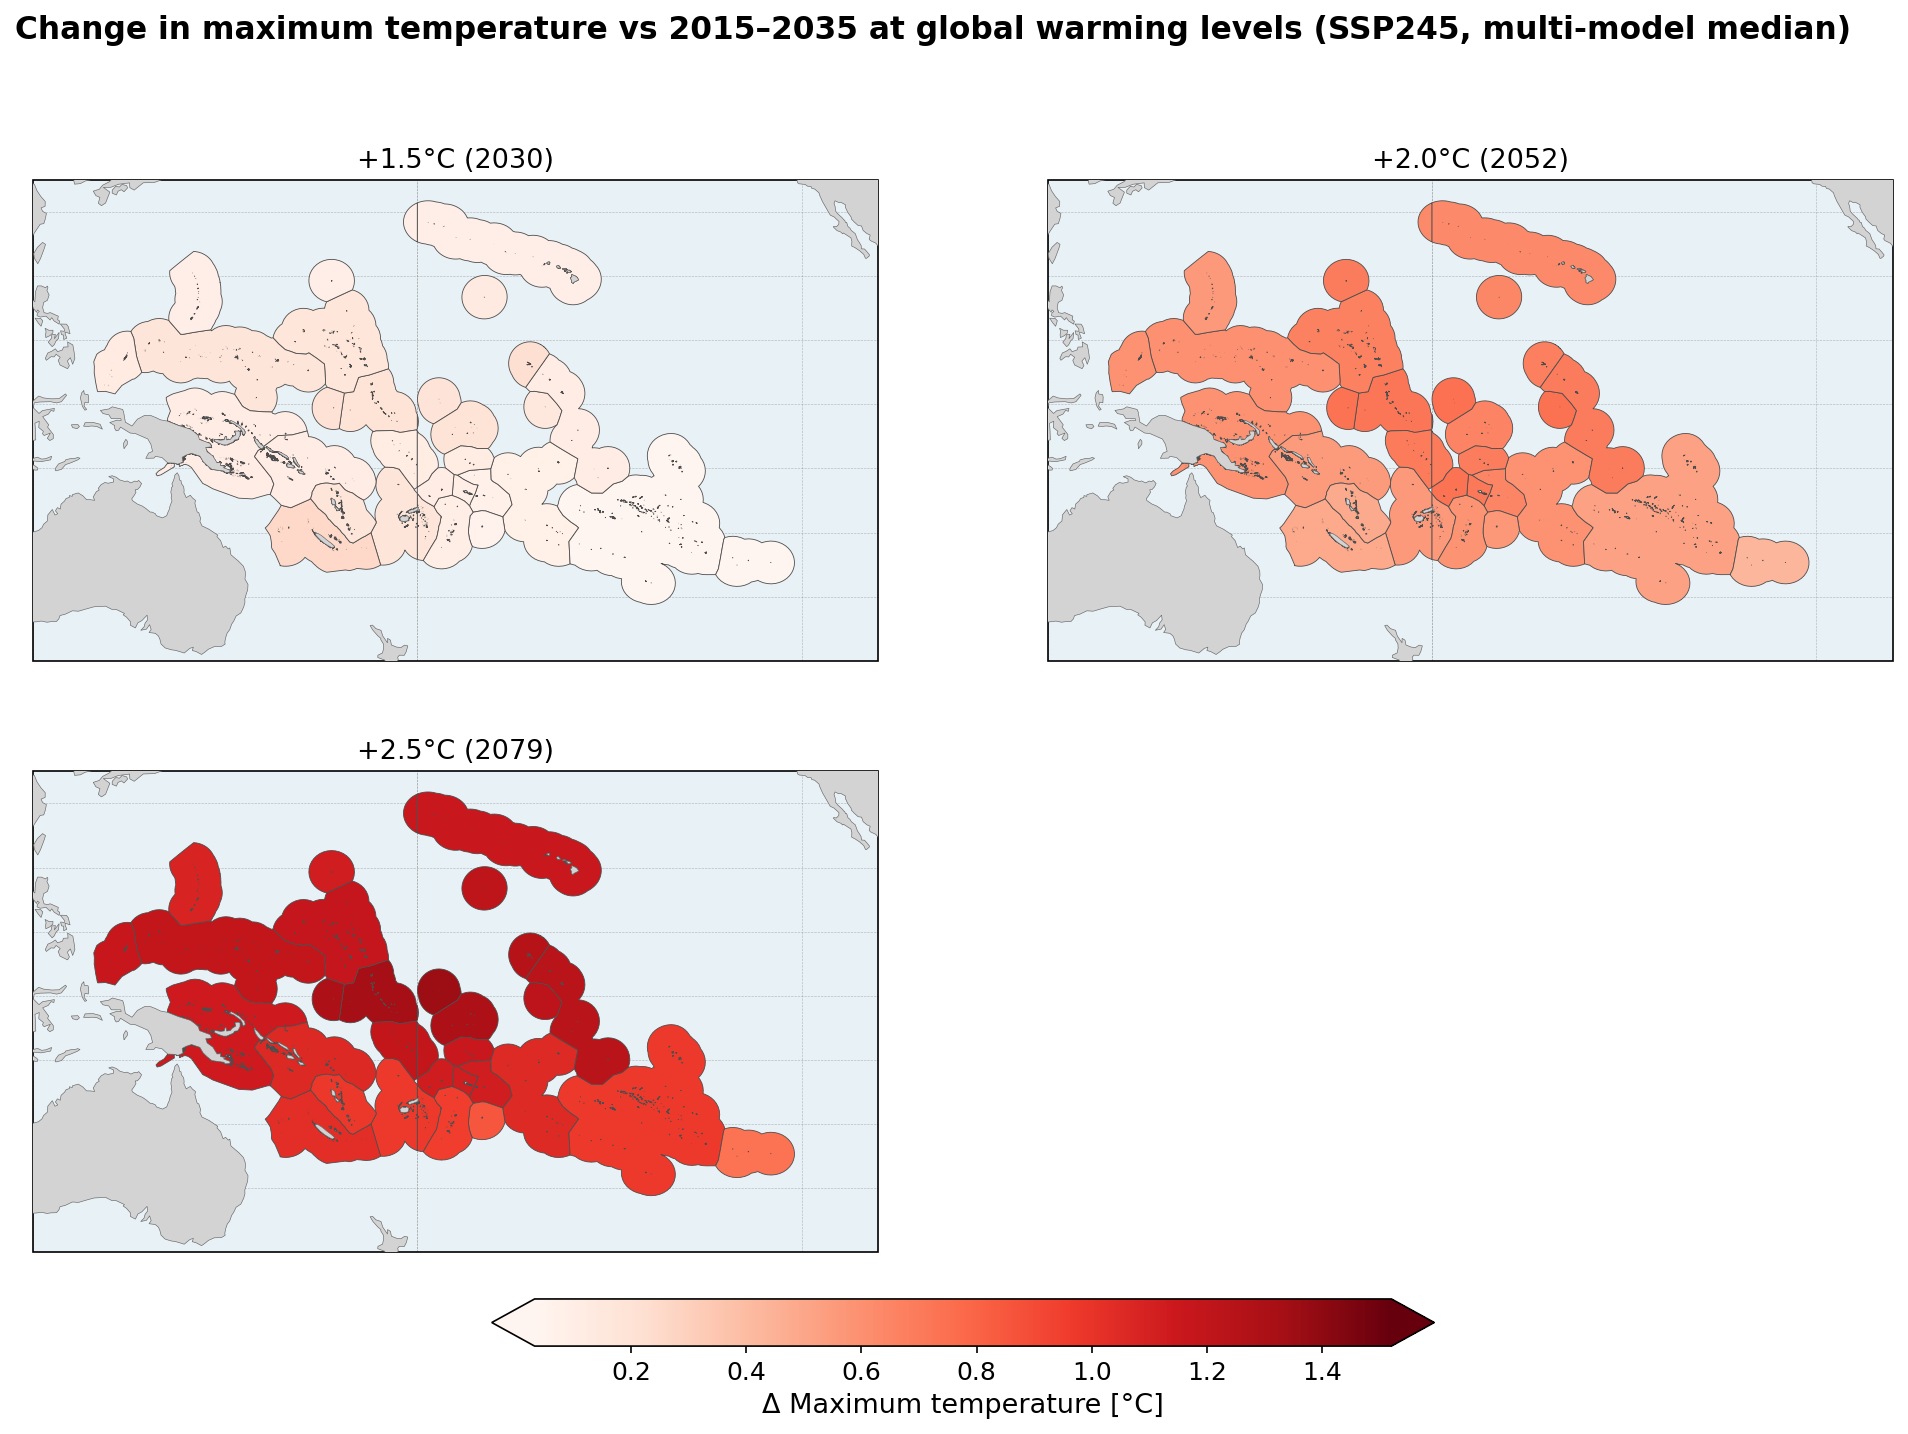 Change in maximum temperature vs 2015–2035 at global warming levels (SSP245, multi-model median)
+1.5°C (2030)
+2.0°C (2052)
+2.5°C (2079)
0.2 0.4 0.6 0.8 1.0 1.2 1.4
Δ Maximum temperature [°C]